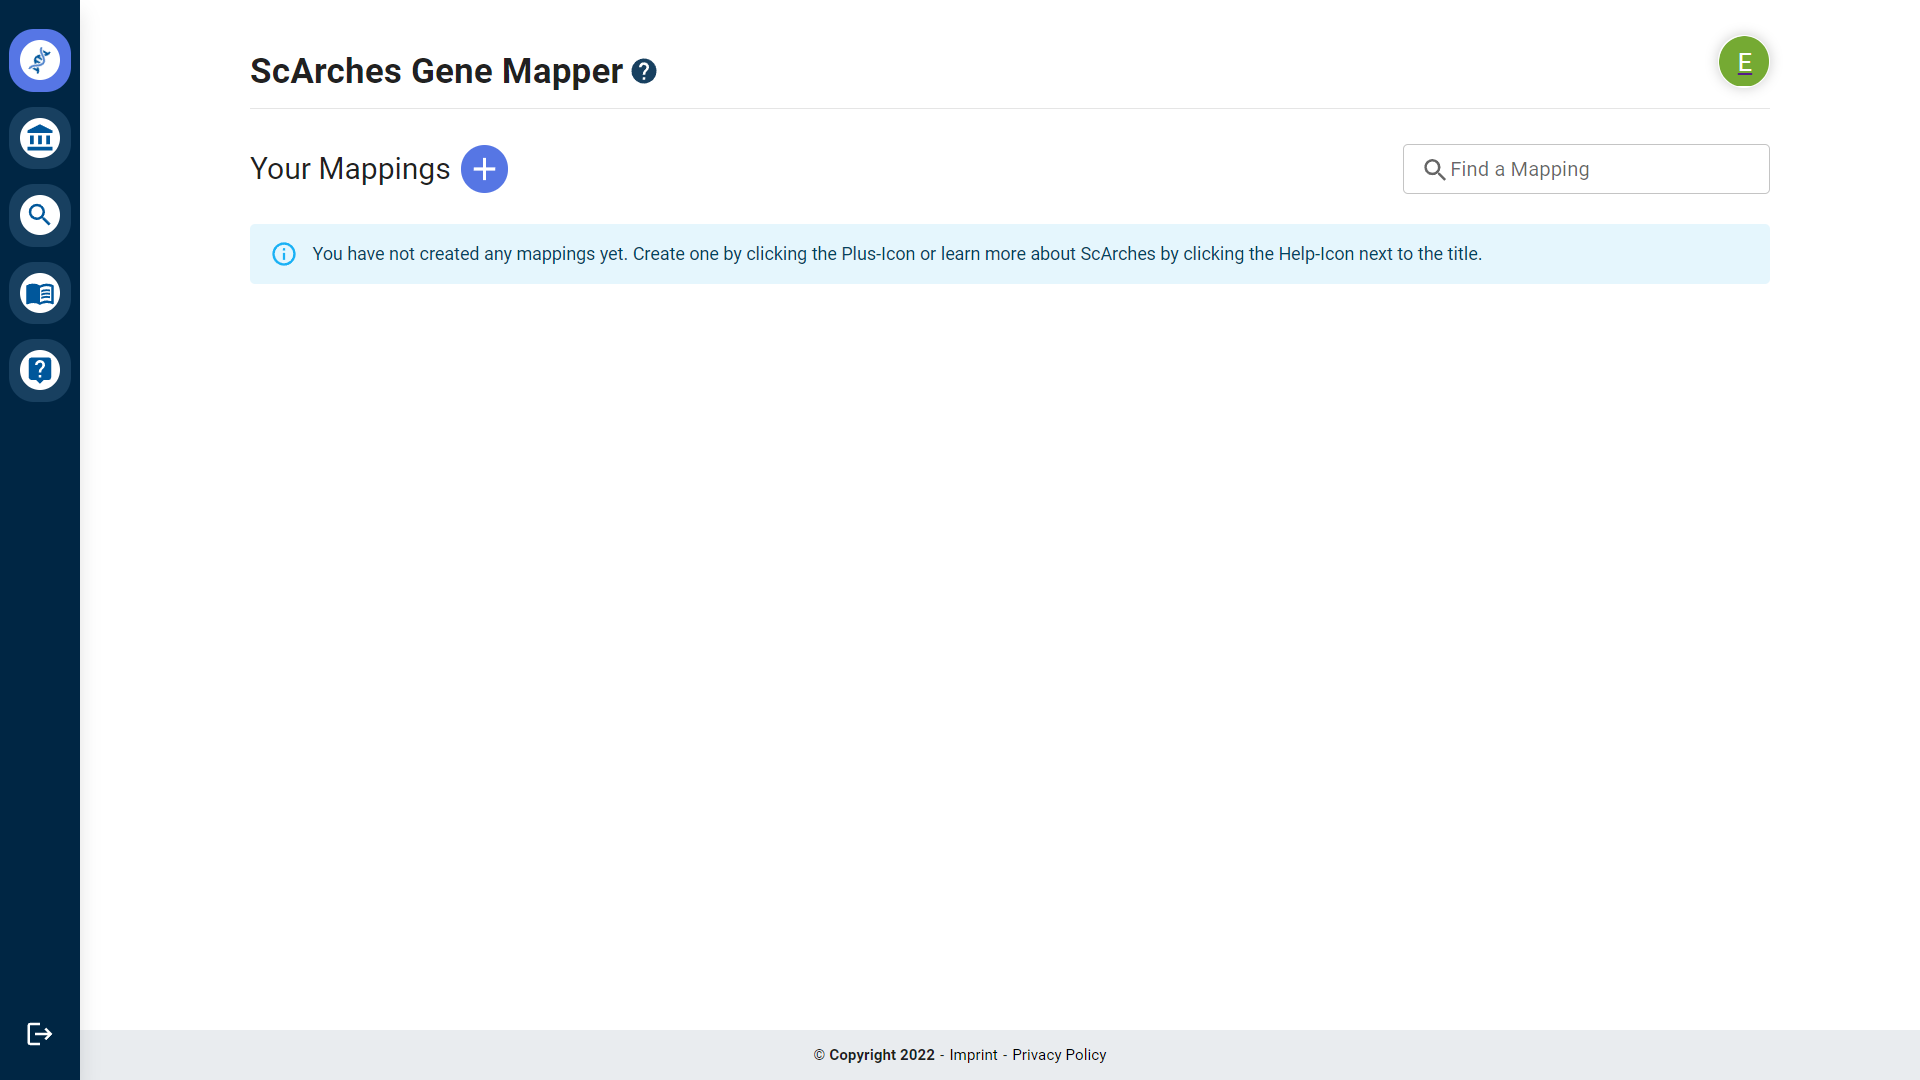 ScArches Gene Mapper
E
Your Mappings
Find a Mapping
You have not created any mappings yet. Create one by clicking the Plus-Icon or learn more about ScArches by clicking the Help-Icon next to the title.
© Copyright 2022 - Imprint - Privacy Policy